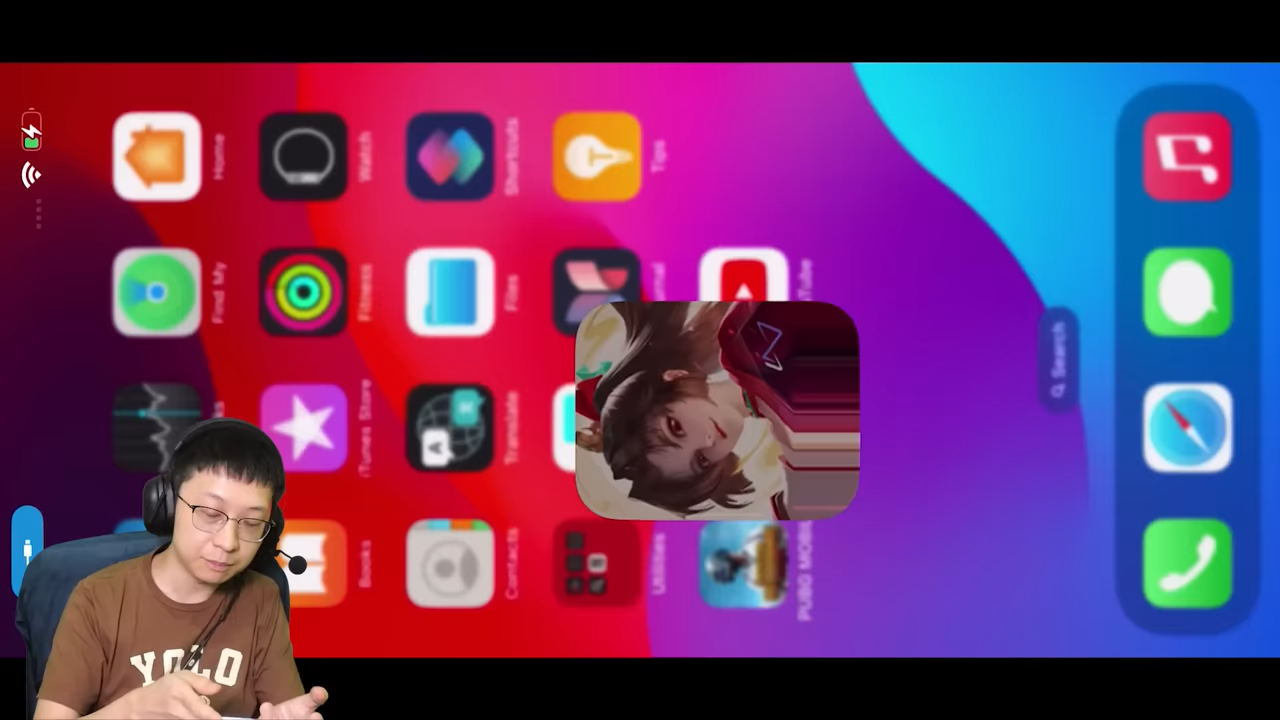 Home
Watch
Shortcuts
Tips
Find My
Fitness
Files
iTunes Store
Translate
A
Books
Contacts
Utilities
PUBG MOBILE
Search
YOLO